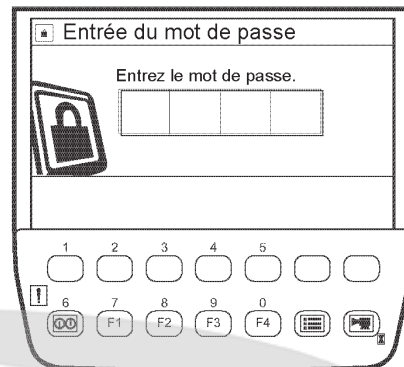 Entrée du mot de passe
Entrez le mot de passe.
1 2 3 4 5
6 7 8 9 0
F1 F2 F3 F4